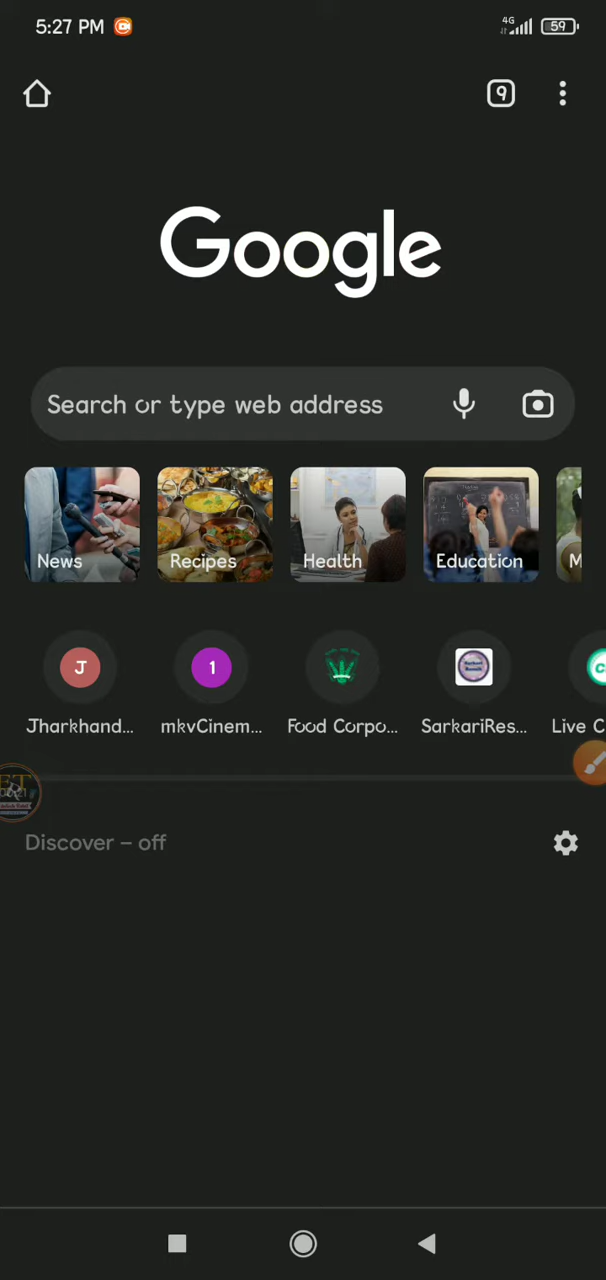 5:27 PM
4G
59
9
Google
Search or type web address
News
Recipes
Health
Education
M
J
1
Jharkhand...
mkvCinem...
Food Corpo...
SarkariRes...
Live C
Discover – off